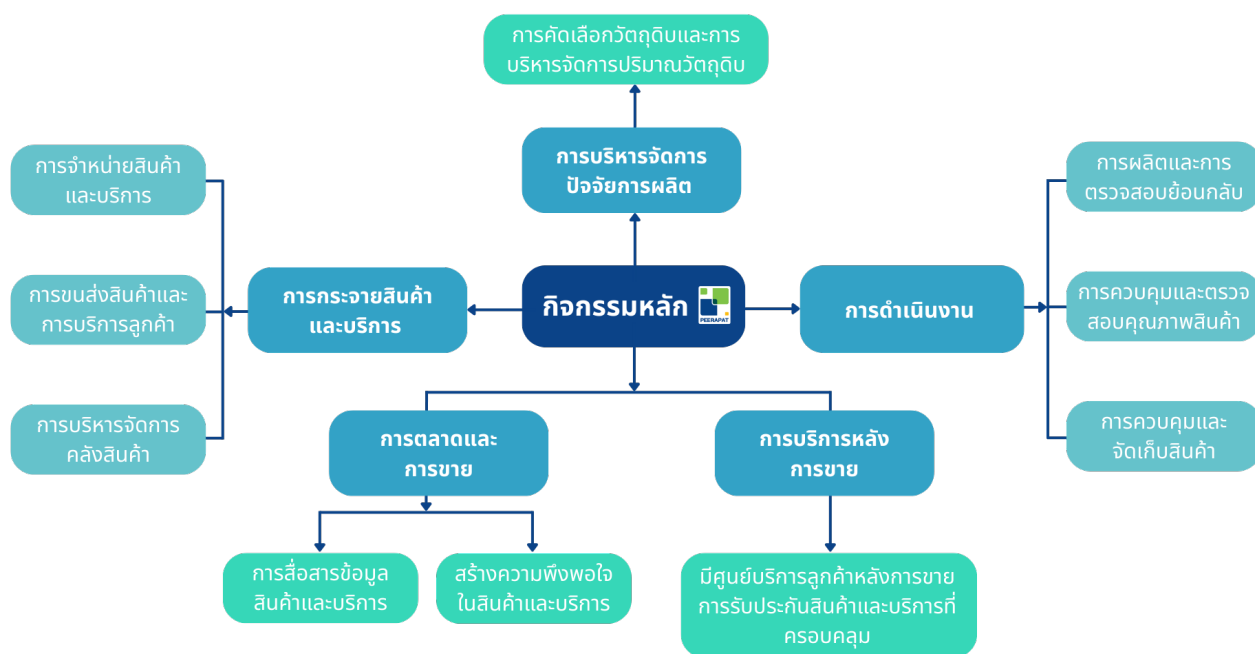 การคัดเลือกวัตถุดิบและการ
บริหารจัดการปริมาณวัตถุดิบ
การบริหารจัดการ
ปัจจัยการผลิต
การจำหน่ายสินค้า
และบริการ
การผลิตและการ
ตรวจสอบย้อนกลับ
การขนส่งสินค้าและ
การบริการลูกค้า
การกระจายสินค้า
และบริการ
กิจกรรมหลัก
PEERAPAT
การดำเนินงาน
การควบคุมและตรวจ
สอบคุณภาพสินค้า
การบริหารจัดการ
คลังสินค้า
การตลาดและ
การขาย
การบริการหลัง
การขาย
การควบคุมและ
จัดเก็บสินค้า
การสื่อสารข้อมูล
สินค้าและบริการ
สร้างความพึงพอใจ
ในสินค้าและบริการ
มีศูนย์บริการลูกค้าหลังการขาย
การรับประกันสินค้าและบริการที่
ครอบคลุม